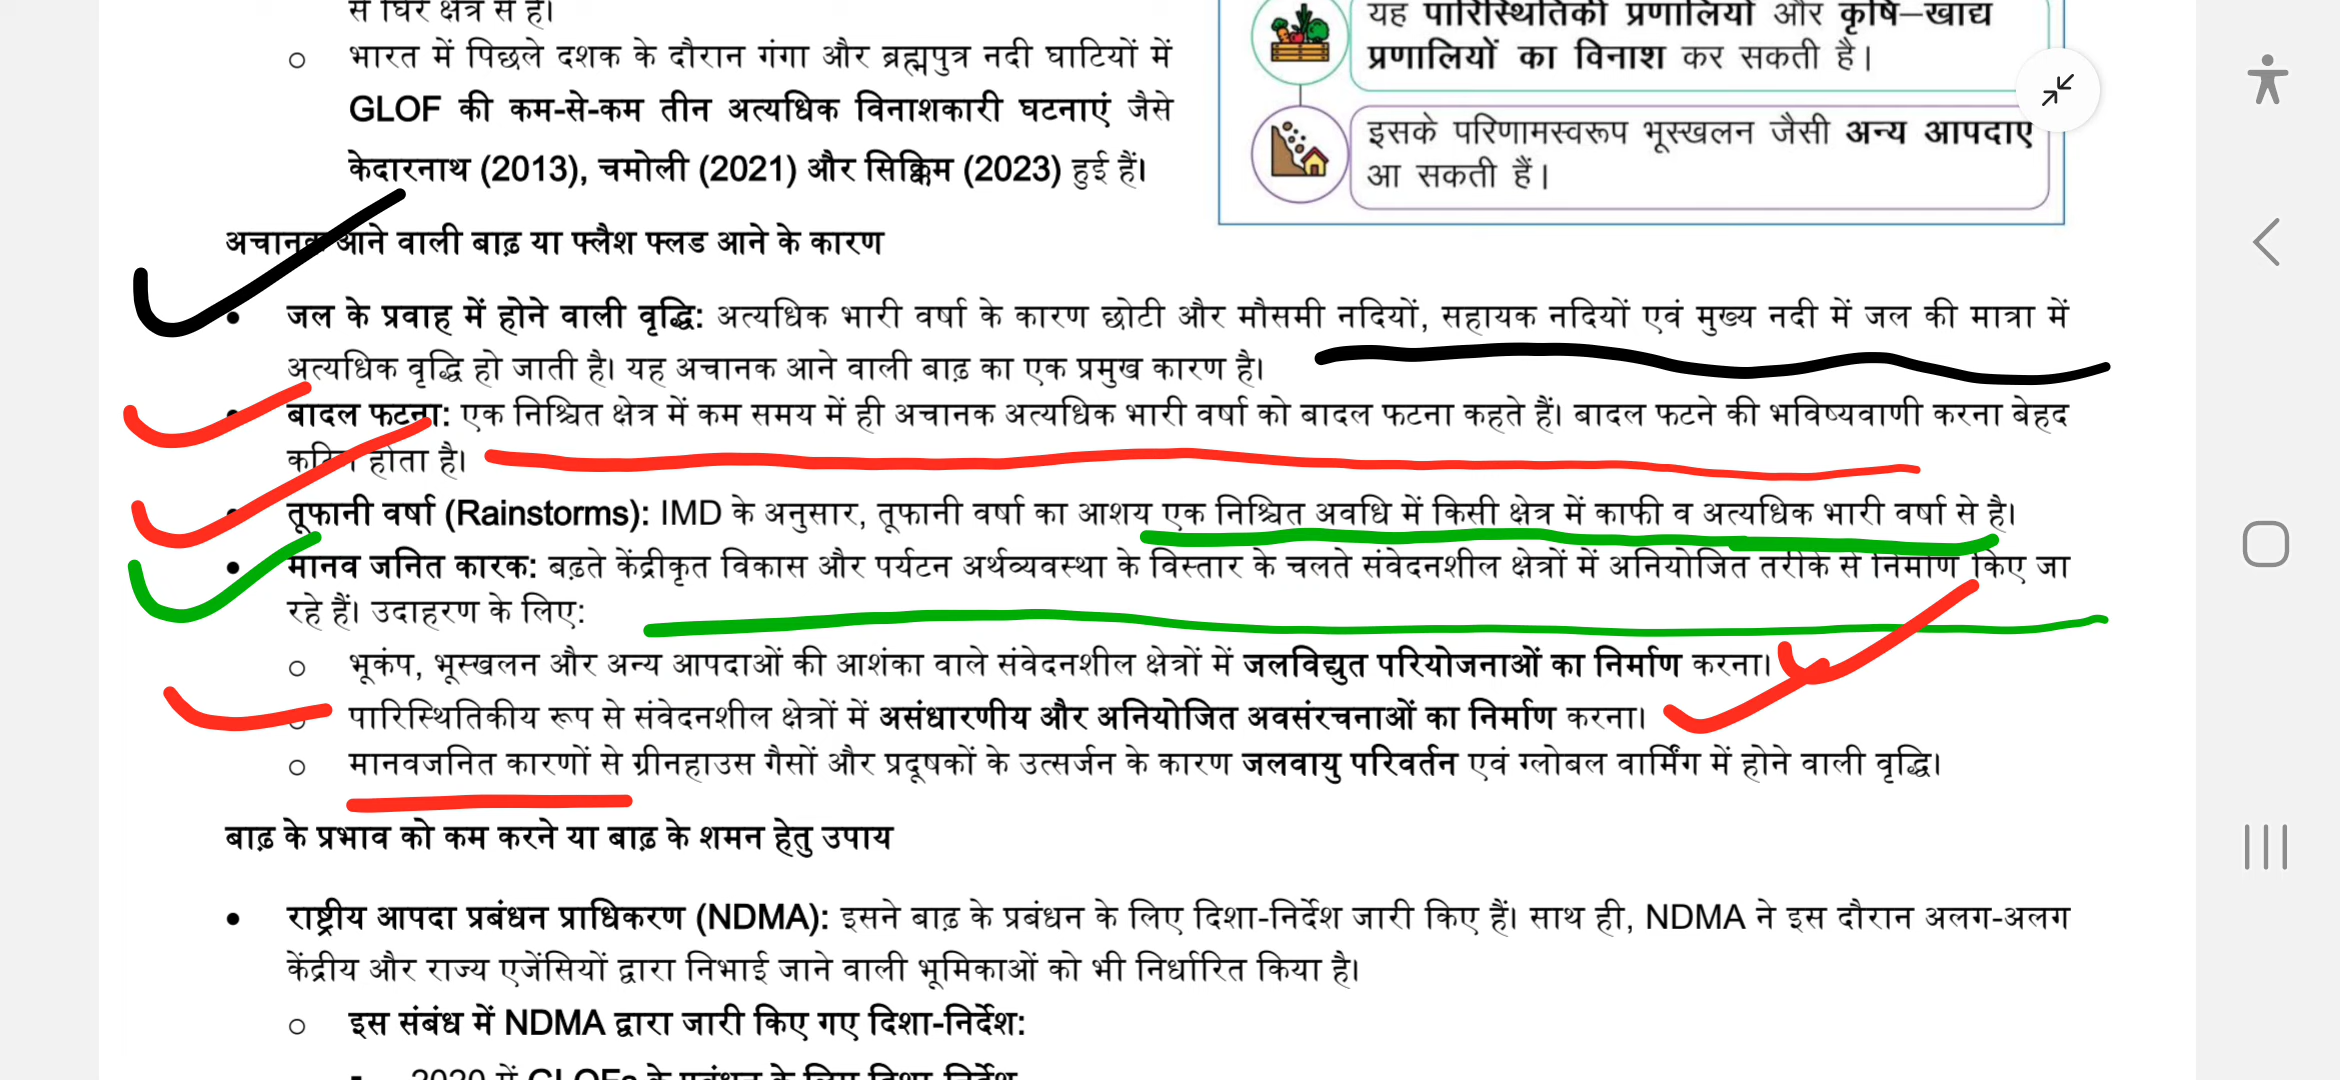 से घिरे क्षेत्र से है।
भारत में पिछले दशक के दौरान गंगा और ब्रह्मपुत्र नदी घाटियों में
GLOF की कम-से-कम तीन अत्यधिक विनाशकारी घटनाएं जैसे
केदारनाथ (2013), चमोली (2021) और सिक्किम (2023) हुई हैं।
यह पारिस्थितिकी प्रणालियों और कृषि–खाद्य
प्रणालियों का विनाश कर सकती है।
इसके परिणामस्वरूप भूस्खलन जैसी अन्य आपदाएं
आ सकती हैं।
अचानक आने वाली बाढ़ या फ्लैश फ्लड आने के कारण
जल के प्रवाह में होने वाली वृद्धि: अत्यधिक भारी वर्षा के कारण छोटी और मौसमी नदियों, सहायक नदियों एवं मुख्य नदी में जल की मात्रा में
अत्यधिक वृद्धि हो जाती है। यह अचानक आने वाली बाढ़ का एक प्रमुख कारण है।
बादल फटना: एक निश्चित क्षेत्र में कम समय में ही अचानक अत्यधिक भारी वर्षा को बादल फटना कहते हैं। बादल फटने की भविष्यवाणी करना बेहद
कठिन होता है।
तूफानी वर्षा (Rainstorms): IMD के अनुसार, तूफानी वर्षा का आशय एक निश्चित अवधि में किसी क्षेत्र में काफी व अत्यधिक भारी वर्षा से है।
मानव जनित कारक: बढ़ते केंद्रीकृत विकास और पर्यटन अर्थव्यवस्था के विस्तार के चलते संवेदनशील क्षेत्रों में अनियोजित तरीके से निर्माण किए जा
रहे हैं। उदाहरण के लिए:
भूकंप, भूस्खलन और अन्य आपदाओं की आशंका वाले संवेदनशील क्षेत्रों में जलविद्युत परियोजनाओं का निर्माण करना।
पारिस्थितिकीय रूप से संवेदनशील क्षेत्रों में असंधारणीय और अनियोजित अवसंरचनाओं का निर्माण करना।
मानवजनित कारणों से ग्रीनहाउस गैसों और प्रदूषकों के उत्सर्जन के कारण जलवायु परिवर्तन एवं ग्लोबल वार्मिंग में होने वाली वृद्धि।
बाढ़ के प्रभाव को कम करने या बाढ़ के शमन हेतु उपाय
राष्ट्रीय आपदा प्रबंधन प्राधिकरण (NDMA): इसने बाढ़ के प्रबंधन के लिए दिशा-निर्देश जारी किए हैं। साथ ही, NDMA ने इस दौरान अलग-अलग
केंद्रीय और राज्य एजेंसियों द्वारा निभाई जाने वाली भूमिकाओं को भी निर्धारित किया है।
इस संबंध में NDMA द्वारा जारी किए गए दिशा-निर्देश:
2020 में GLOFs के प्रबंधन के लिए दिशा-निर्देश